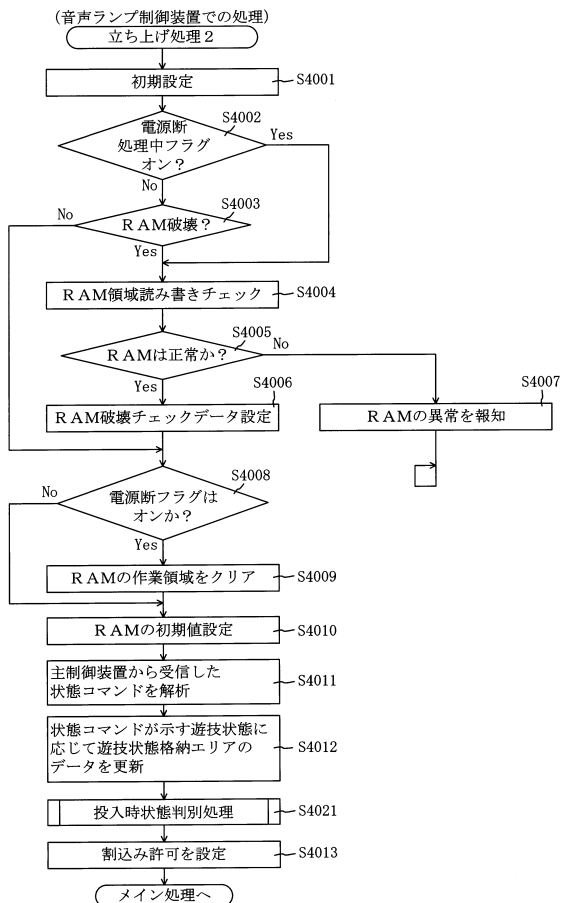 (音声ランプ制御装置での処理)
立ち上げ処理2
初期設定
S4001
電源断
処理中フラグ
オン?
S4002
Yes
No
RAM破壊?
S4003
No
Yes
RAM領域読み書きチェック
S4004
RAMは正常か?
S4005
No
Yes
RAM破壊チェックデータ設定
S4006
RAMの異常を報知
S4007
電源断フラグは
オンか?
S4008
No
Yes
RAMの作業領域をクリア
S4009
RAMの初期値設定
S4010
主制御装置から受信した
状態コマンドを解析
S4011
状態コマンドが示す遊技状態に
応じて遊技状態格納エリアの
データを更新
S4012
投入時状態判別処理
S4021
割込み許可を設定
S4013
メイン処理へ